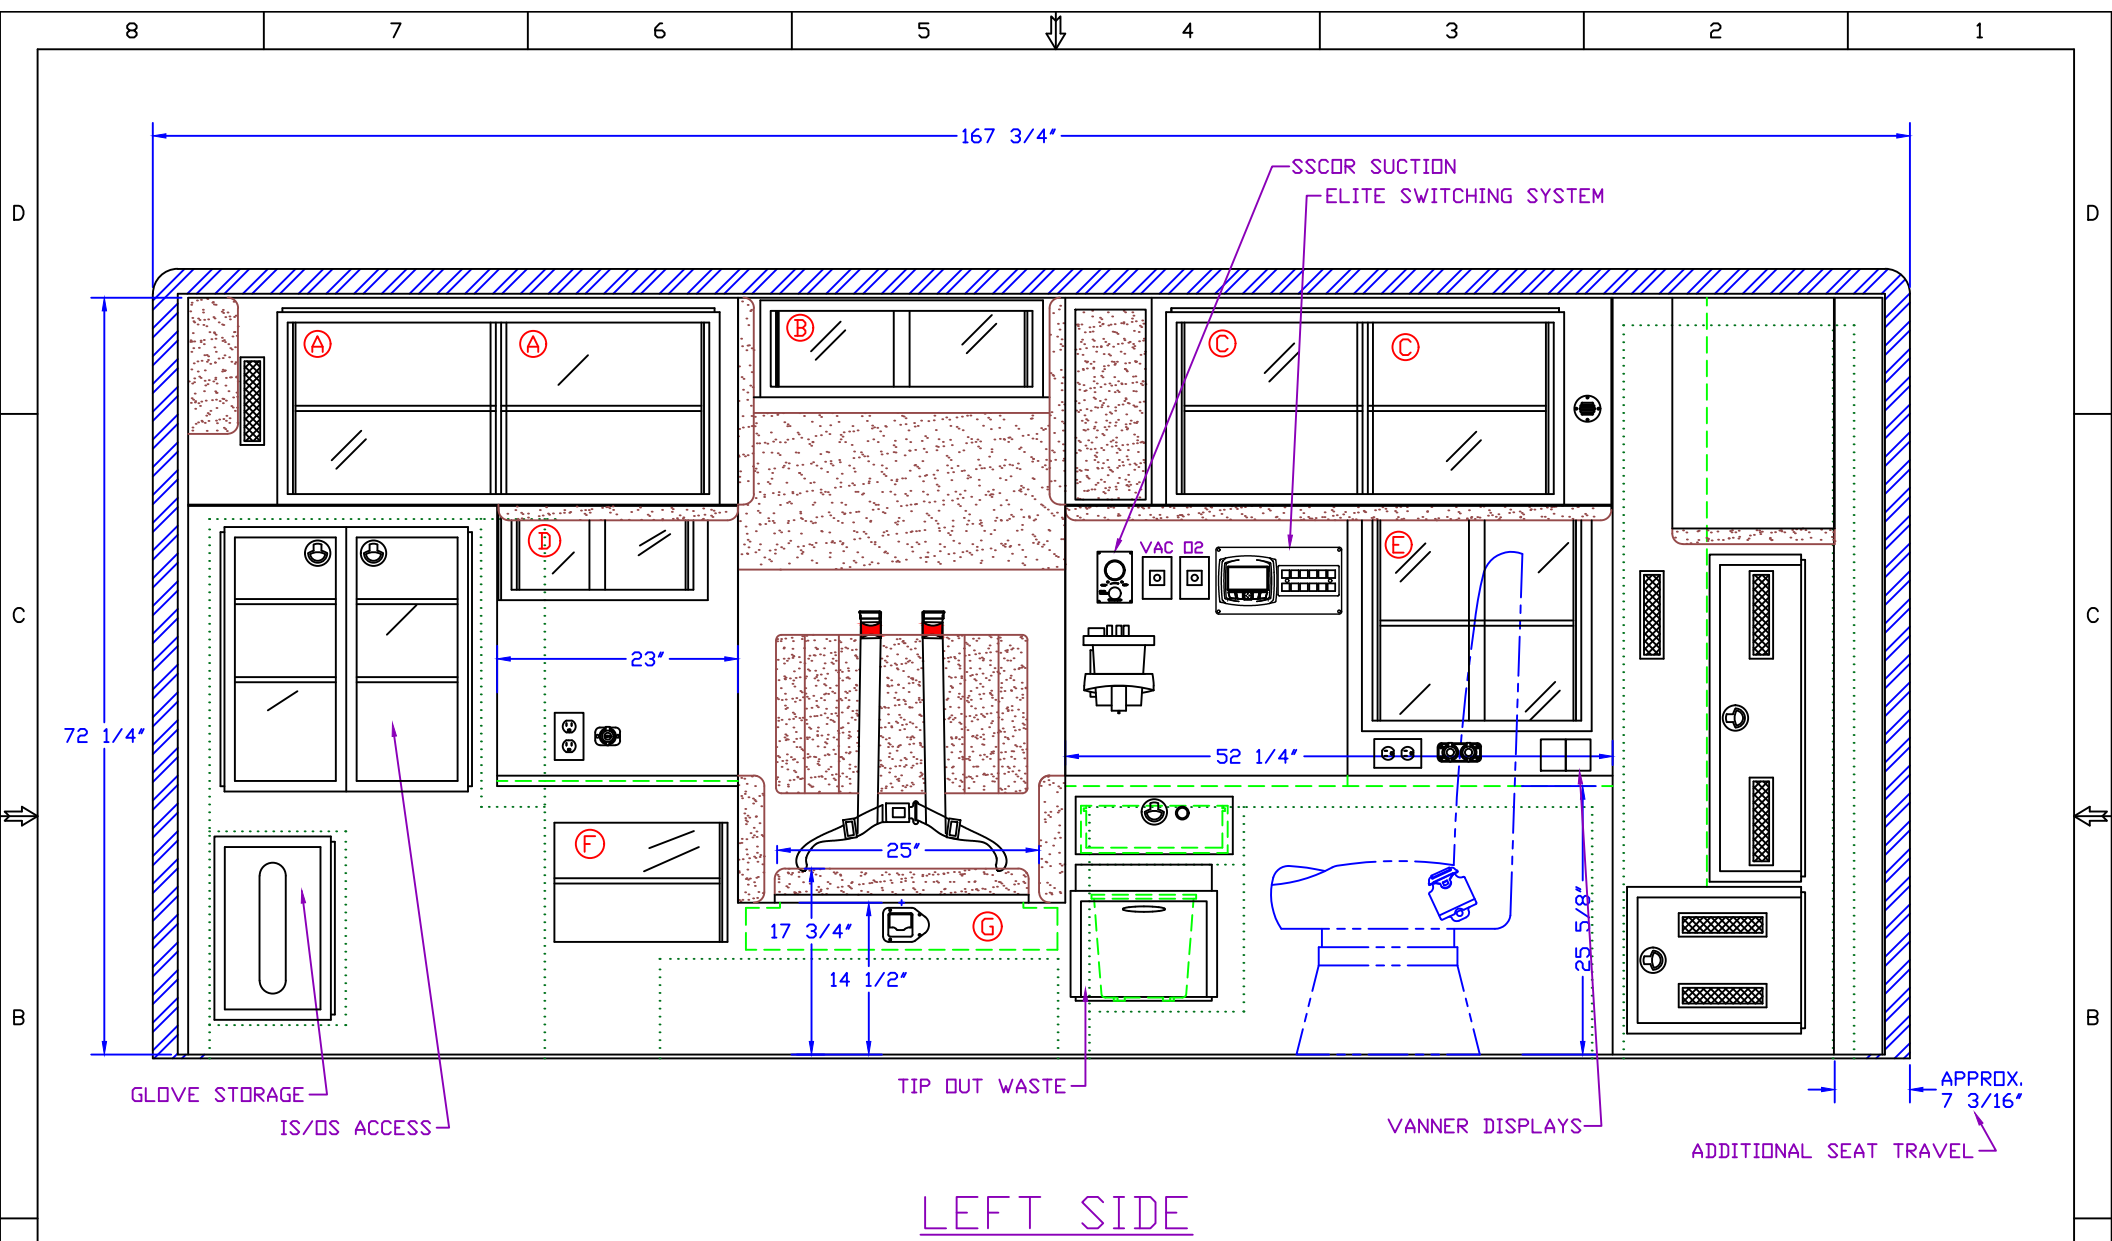 8 7 6 5 4 3 2 1
167 3/4"
SSCOR SUCTION
ELITE SWITCHING SYSTEM
D D
A A B C C
D E
VAC O2
C C
23"
72 1/4"
52 1/4"
F
25"
17 3/4"
G
25 5/8"
14 1/2"
B B
GLOVE STORAGE
TIP OUT WASTE
APPROX.
7 3/16"
IS/OS ACCESS
VANNER DISPLAYS
ADDITIONAL SEAT TRAVEL
LEFT SIDE